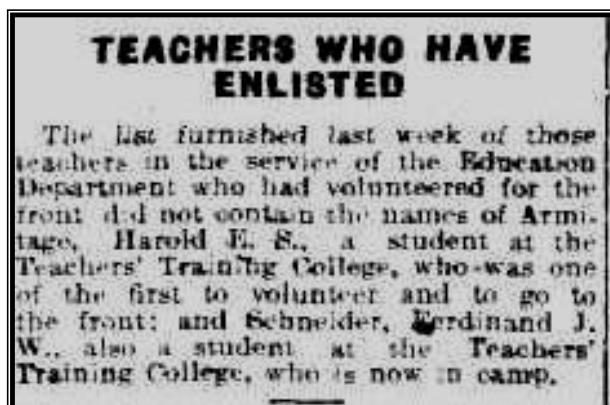 TEACHERS WHO HAVE
ENLISTED
The list furnished last week of those
teachers in the service of the Education
Department who had volunteered for the
front did not contain the names of Armi-
tage, Harold E. S., a student at the
Teachers' Training College, who was one
of the first to volunteer and to go to
the front; and Schneider, Ferdinand J.
W., also a student at the Teachers'
Training College, who is now in camp.